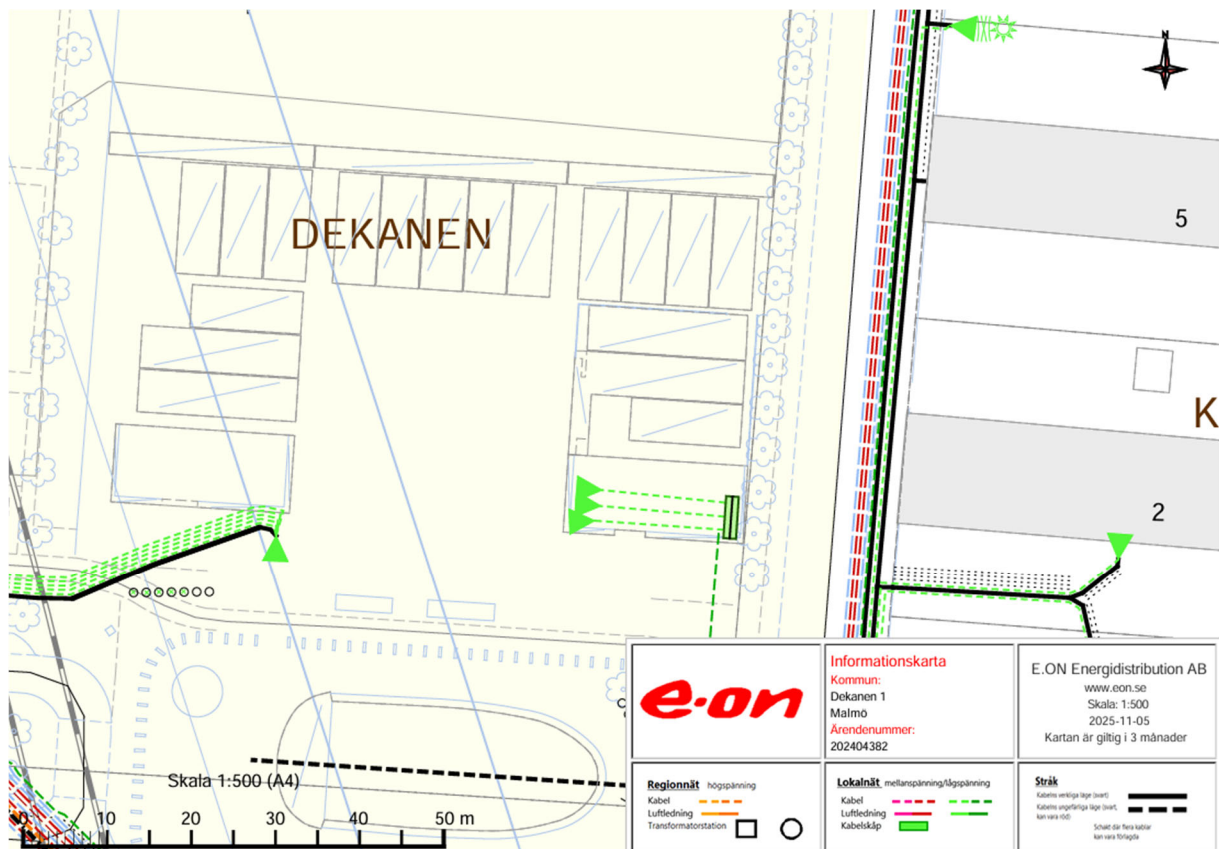 N
DEKANEN
5
K
2
Skala 1:500 (A4)
0 10 20 30 40 50 m
e·on
Informationskarta
Kommun:
Dekanen 1
Malmö
Ärendenummer:
202404382
E.ON Energidistribution AB
www.eon.se
Skala: 1:500
2025-11-05
Kartan är giltig i 3 månader
Regionnät högspänning
Kabel
Luftledning
Transformatorstation
Lokalnät mellanspänning/lågspänning
Kabel
Luftledning
Kabelskåp
Stråk
Kabelns verkliga läge (svart)
Kabelns ungefärliga läge (svart,
kan vara röd)
Schakt där flera kablar
kan vara förlagda